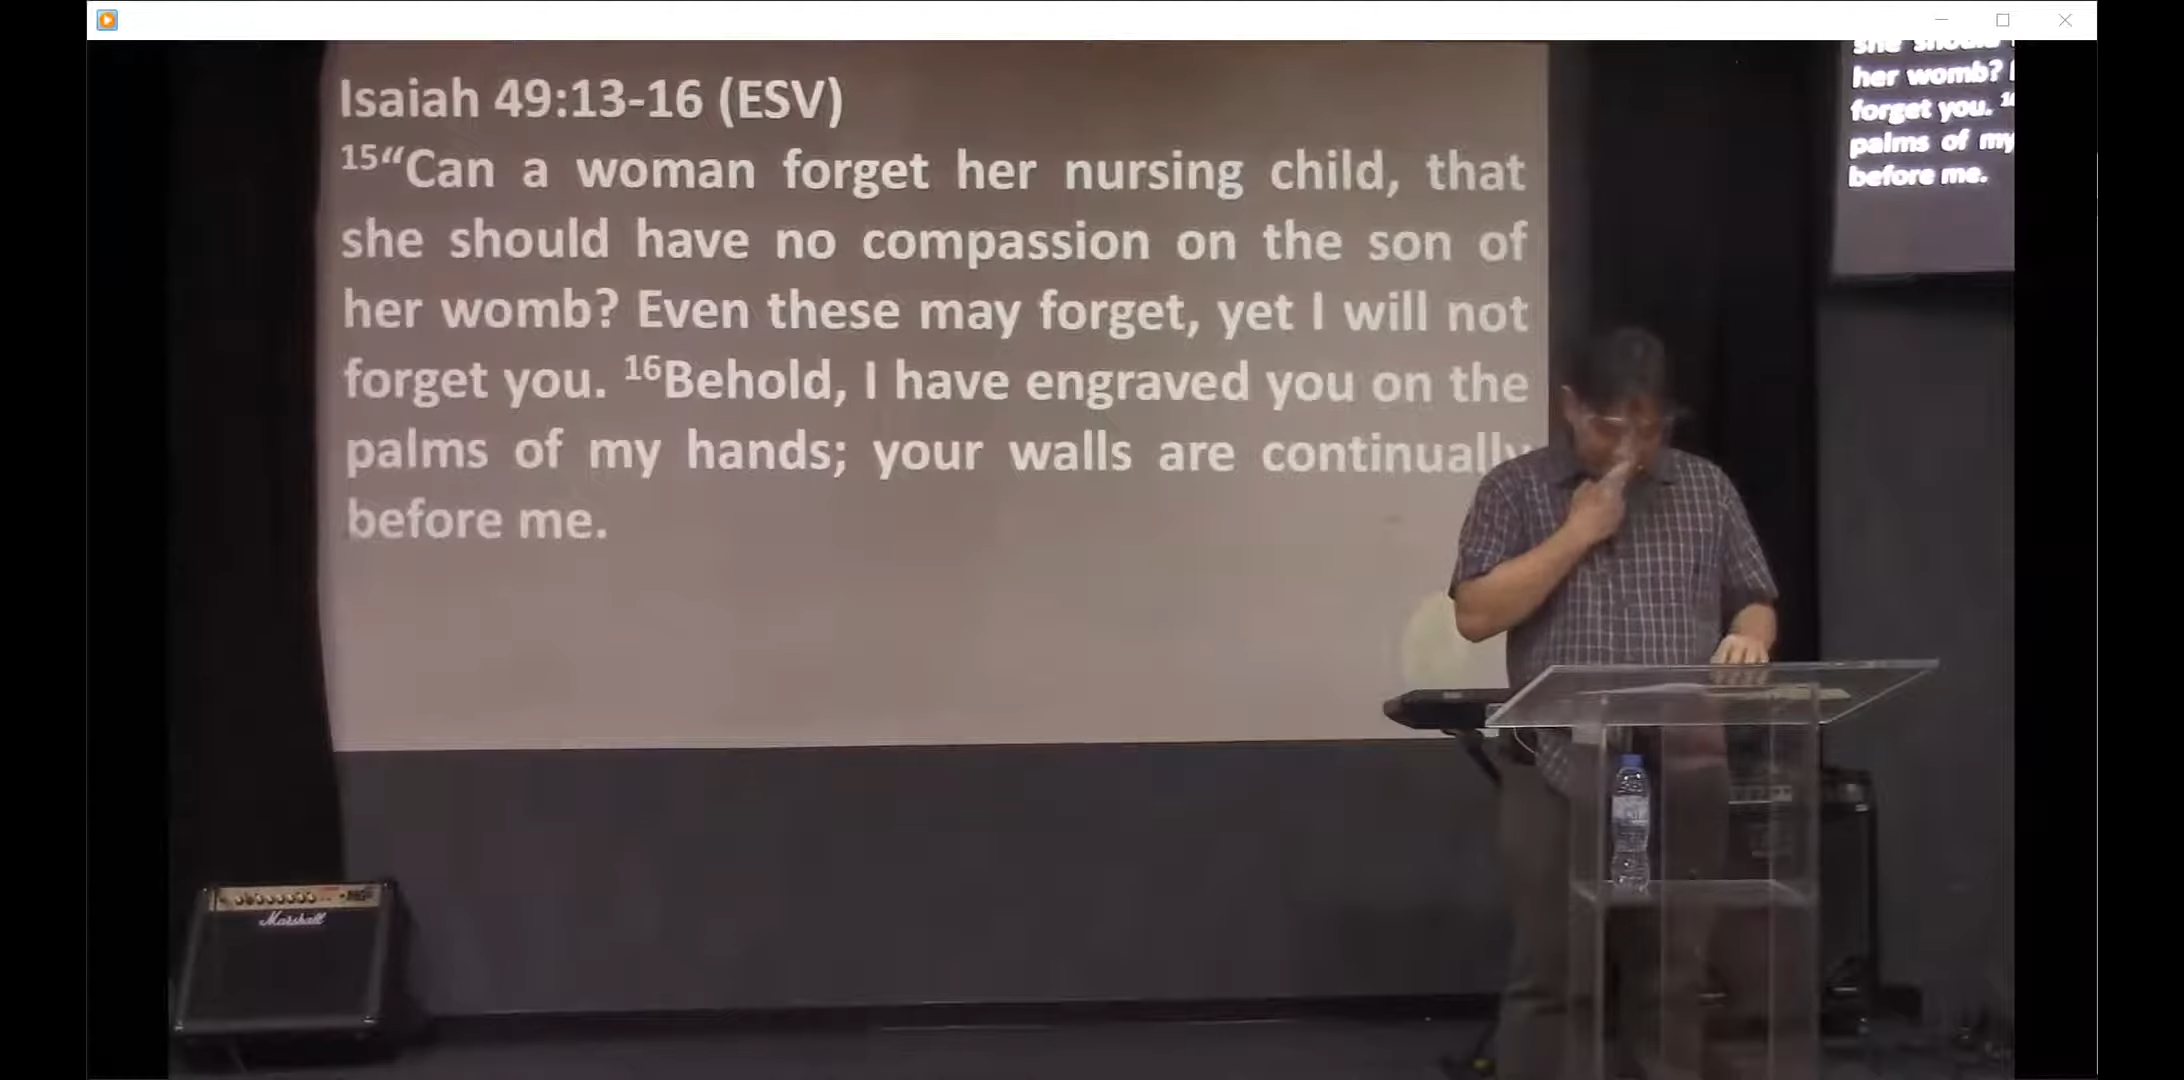 Isaiah 49:13-16 (ESV)
15“Can a woman forget her nursing child, that
she should have no compassion on the son of
her womb? Even these may forget, yet I will not
forget you. 16Behold, I have engraved you on the
palms of my hands; your walls are continually
before me.
she should
her womb?
forget you. 16
palms of my
before me.
Marshall